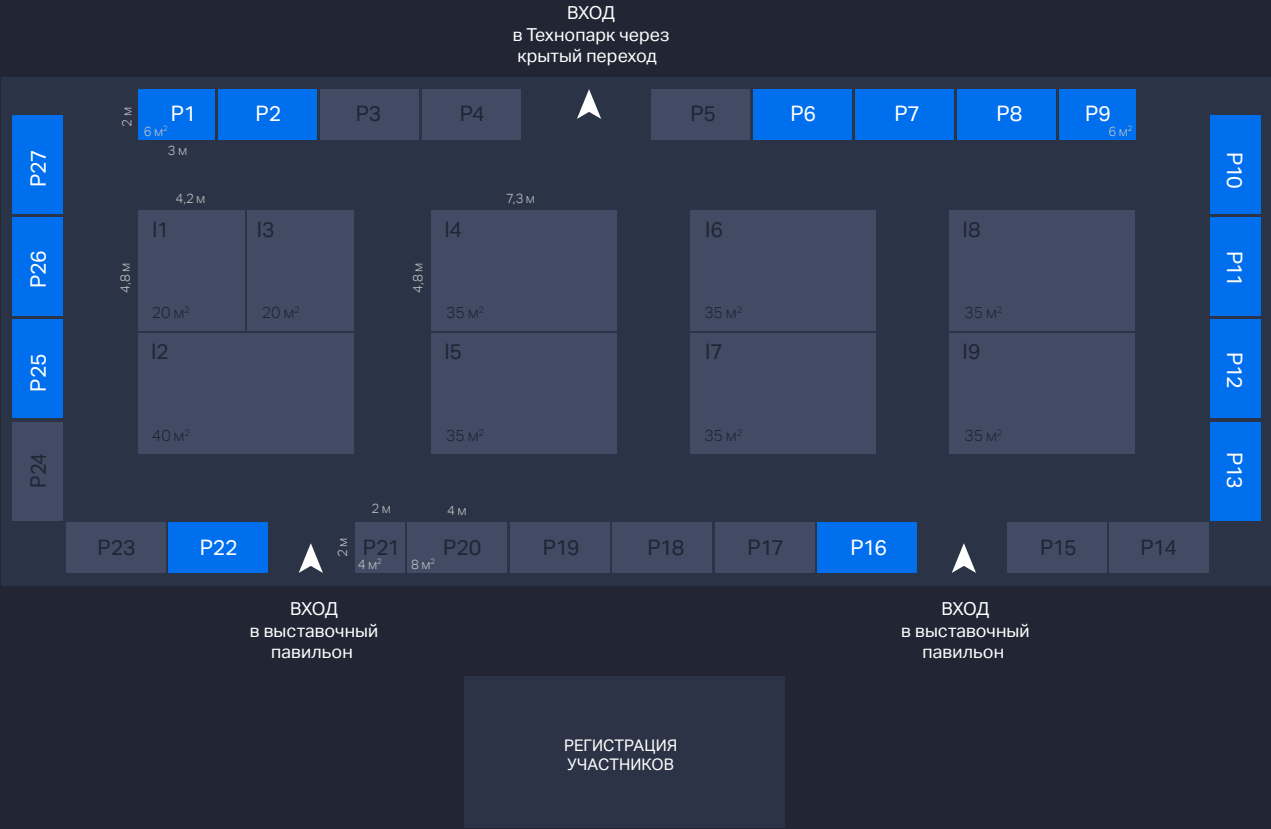 ВХОД
в Технопарк через
крытый переход
2 м
P1
6 м²
3 м
P2
P3
P4
P5
P6
P7
P8
P9
6 м²
P27
P26
P25
P24
P10
P11
P12
P13
4,2 м
7,3 м
4,8 м
I1
20 м²
I3
20 м²
I2
40 м²
4,8 м
I4
35 м²
I5
35 м²
I6
35 м²
I7
35 м²
I8
35 м²
I9
35 м²
P23
P22
2 м
4 м
2 м
P21
4 м²
P20
8 м²
P19
P18
P17
P16
P15
P14
ВХОД
в выставочный
павильон
ВХОД
в выставочный
павильон
РЕГИСТРАЦИЯ
УЧАСТНИКОВ